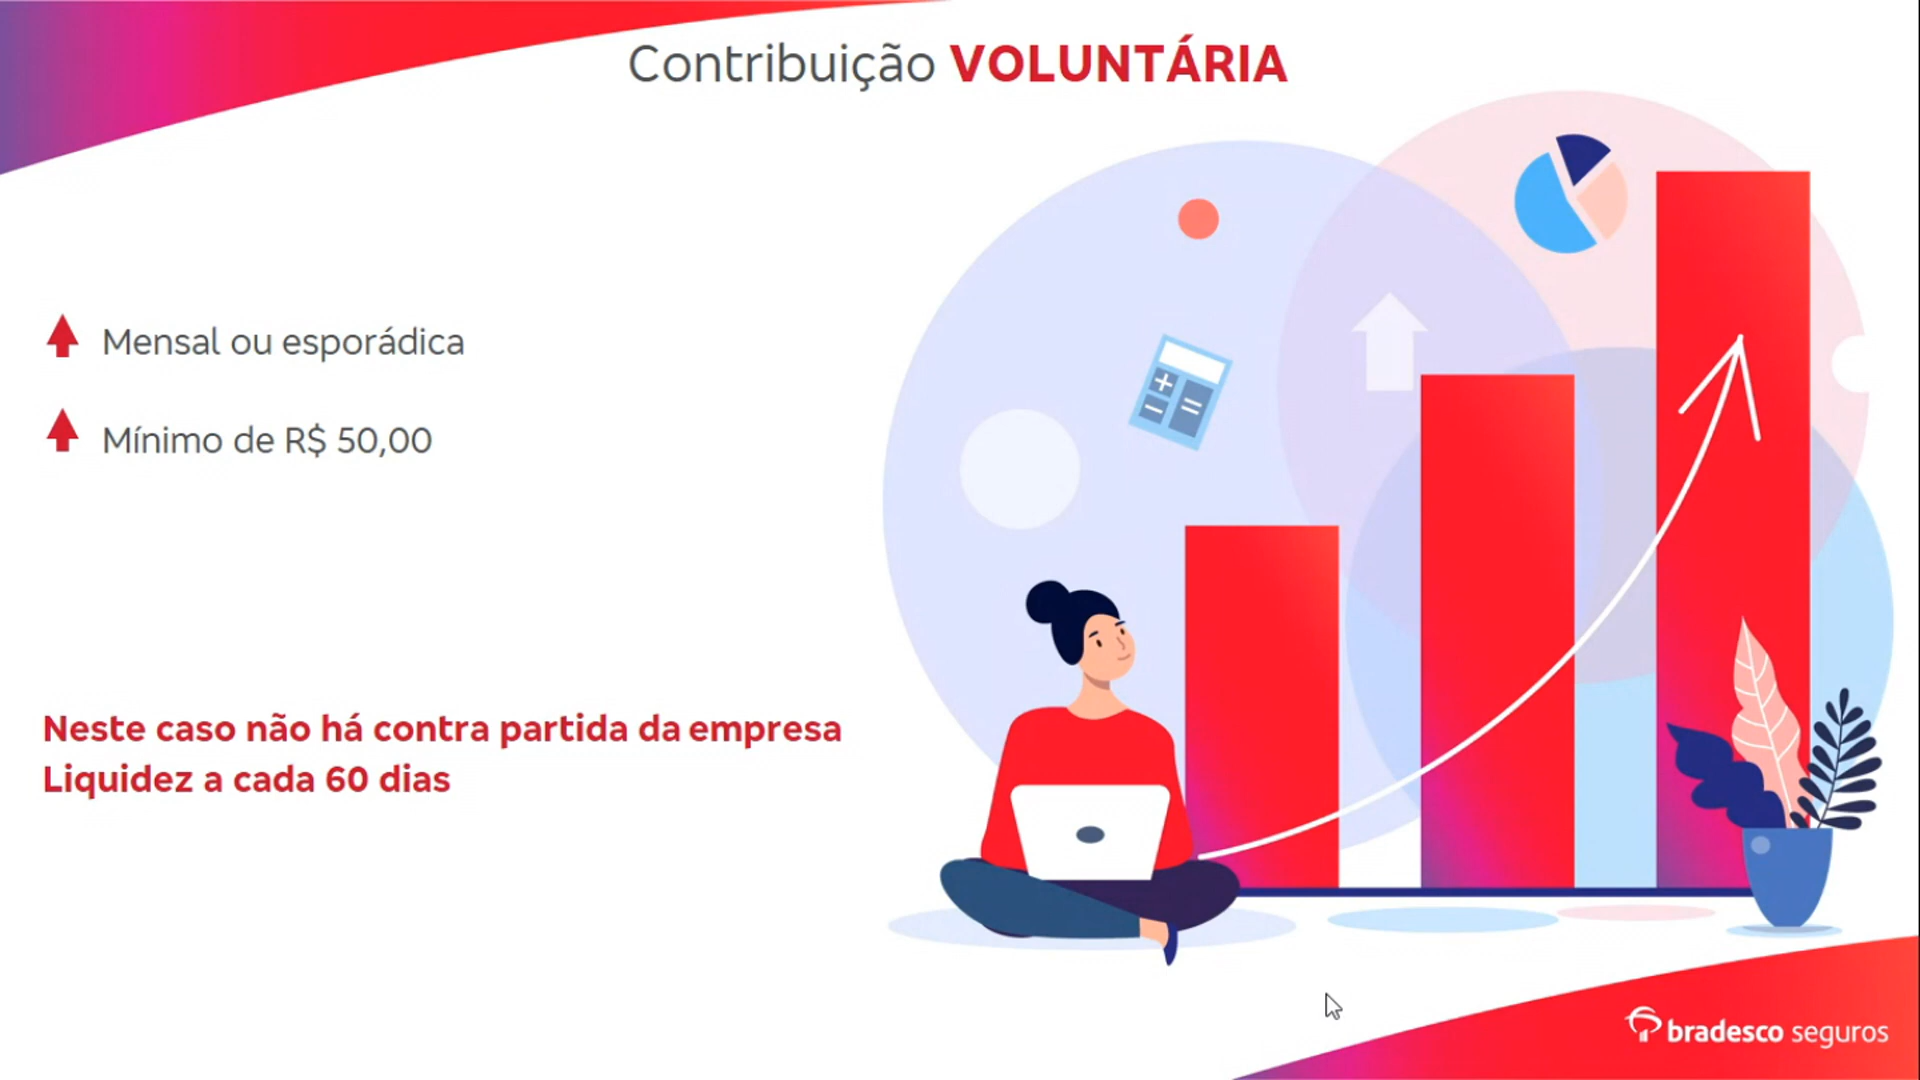 Contribuição VOLUNTÁRIA
Mensal ou esporádica
Mínimo de R$ 50,00
Neste caso não há contra partida da empresa
Liquidez a cada 60 dias
bradesco seguros